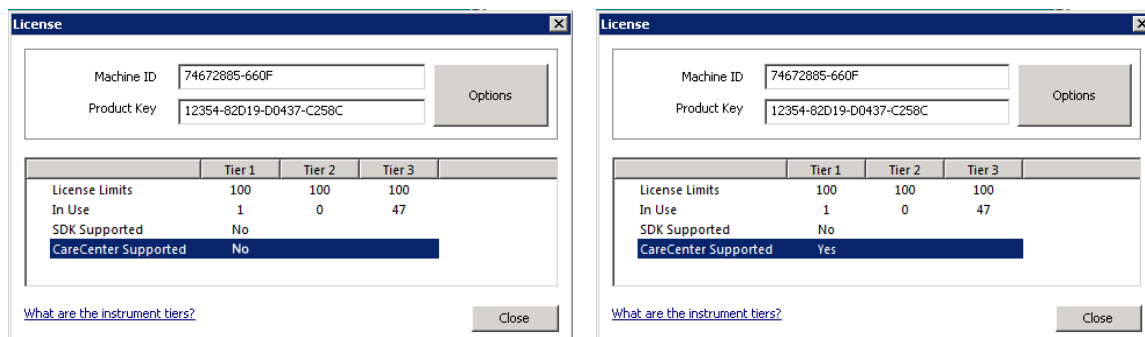 License
Machine ID 74672885-660F
Product Key 12354-82D19-D0437-C258C
Options
Tier 1 Tier 2 Tier 3
License Limits 100 100 100
In Use 1 0 47
SDK Supported No
CareCenter Supported No
What are the instrument tiers?
Close
License
Machine ID 74672885-660F
Product Key 12354-82D19-D0437-C258C
Options
Tier 1 Tier 2 Tier 3
License Limits 100 100 100
In Use 1 0 47
SDK Supported No
CareCenter Supported Yes
What are the instrument tiers?
Close